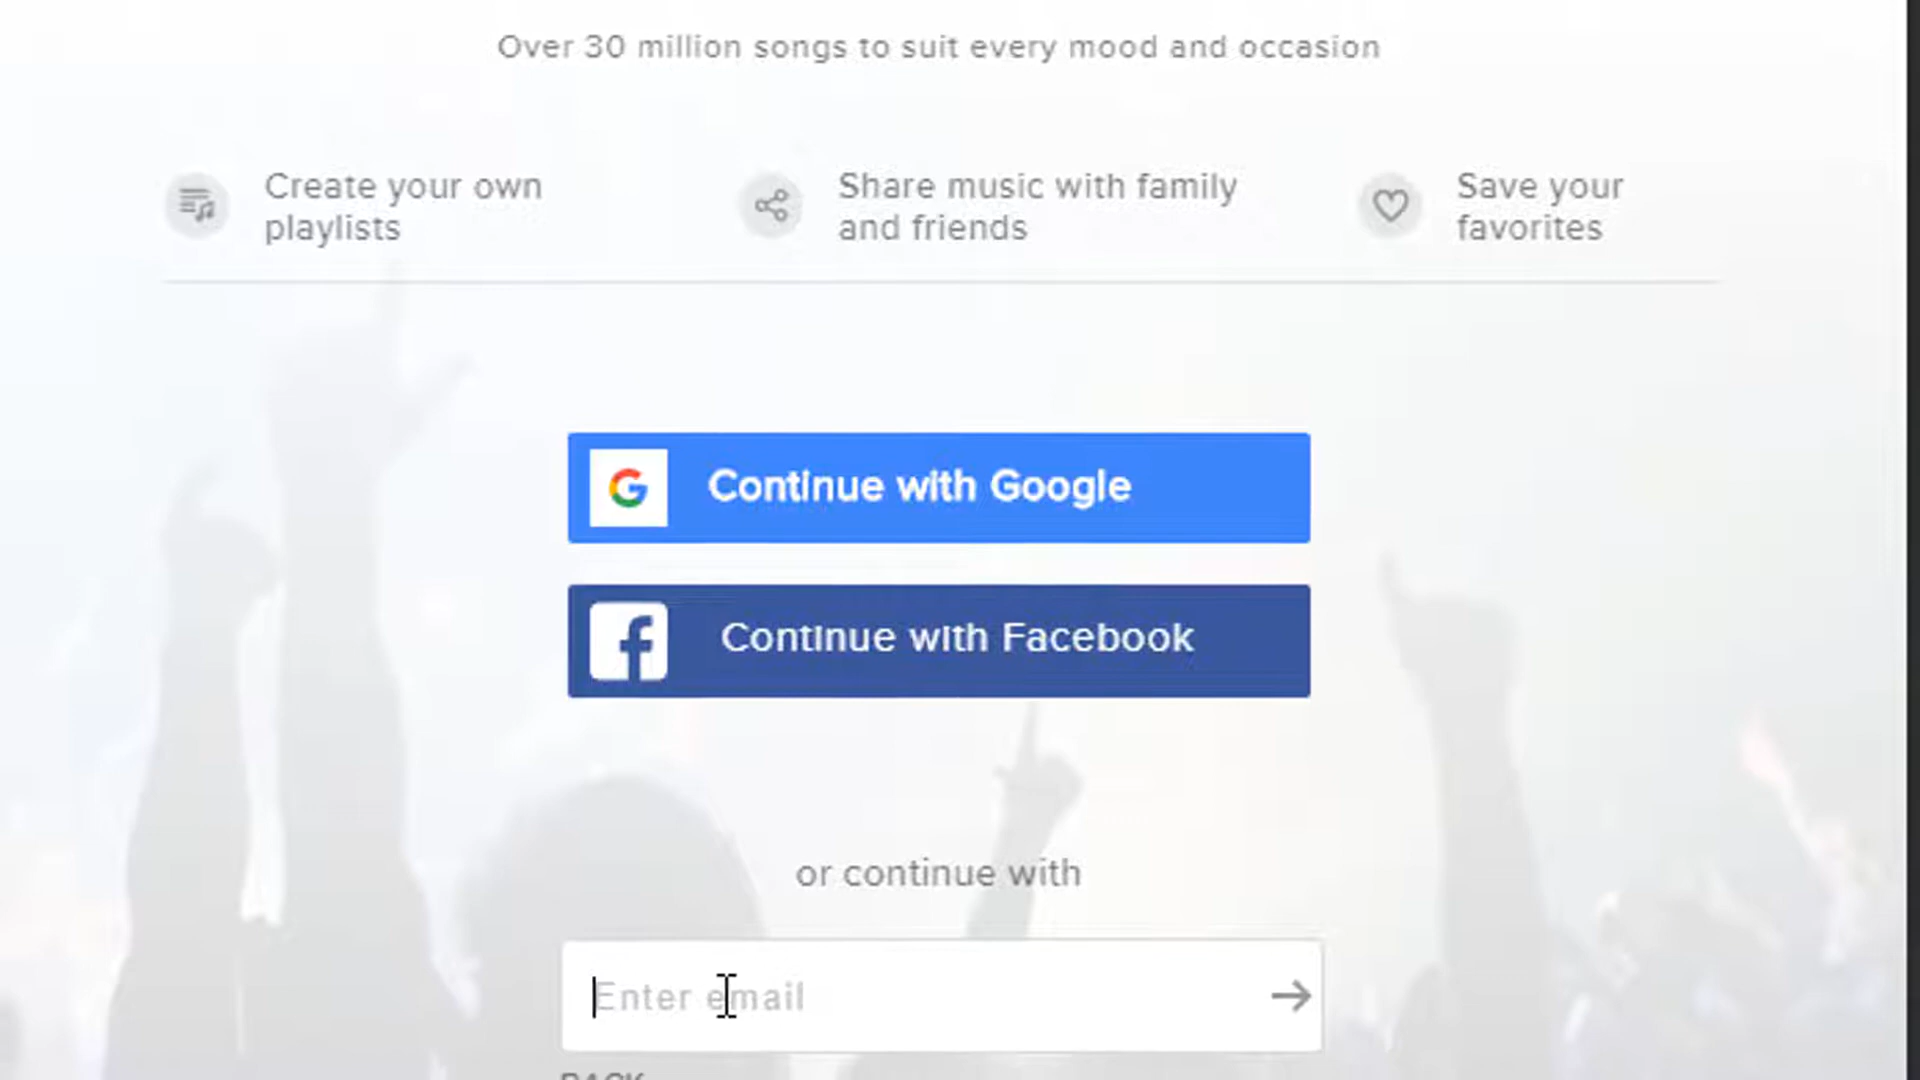 Over 30 million songs to suit every mood and occasion
Create your own
playlists
Share music with family
and friends
Save your
favorites
Continue with Google
Continue with Facebook
or continue with
Enter email
BACK